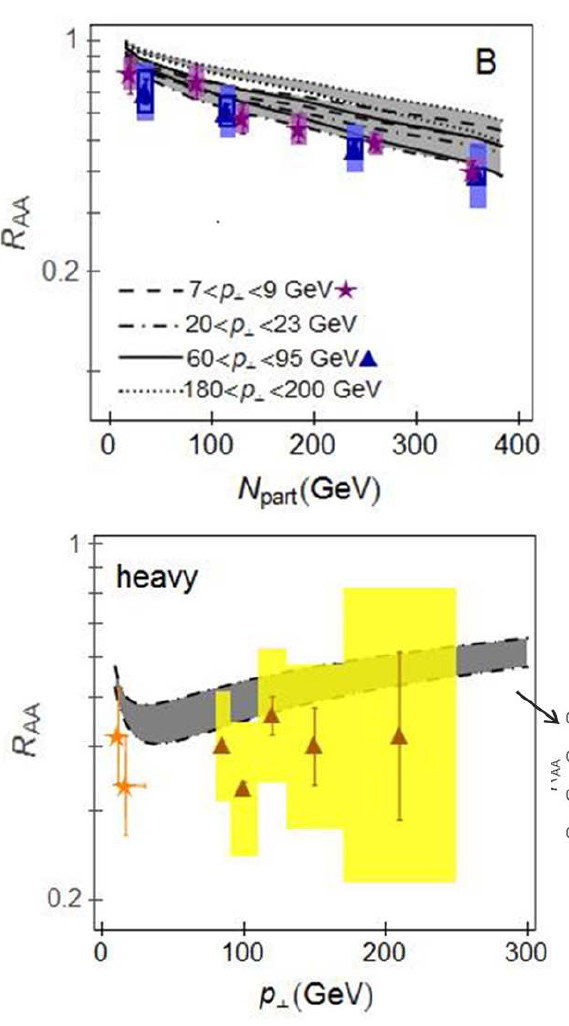 1
B
R_AA
0.2
7<p⊥<9 GeV★
20<p⊥<23 GeV
60<p⊥<95 GeV▲
180<p⊥<200 GeV
0 100 200 300 400
N_part(GeV)
1
heavy
R_AA
0.2
0 100 200 300
p⊥(GeV)